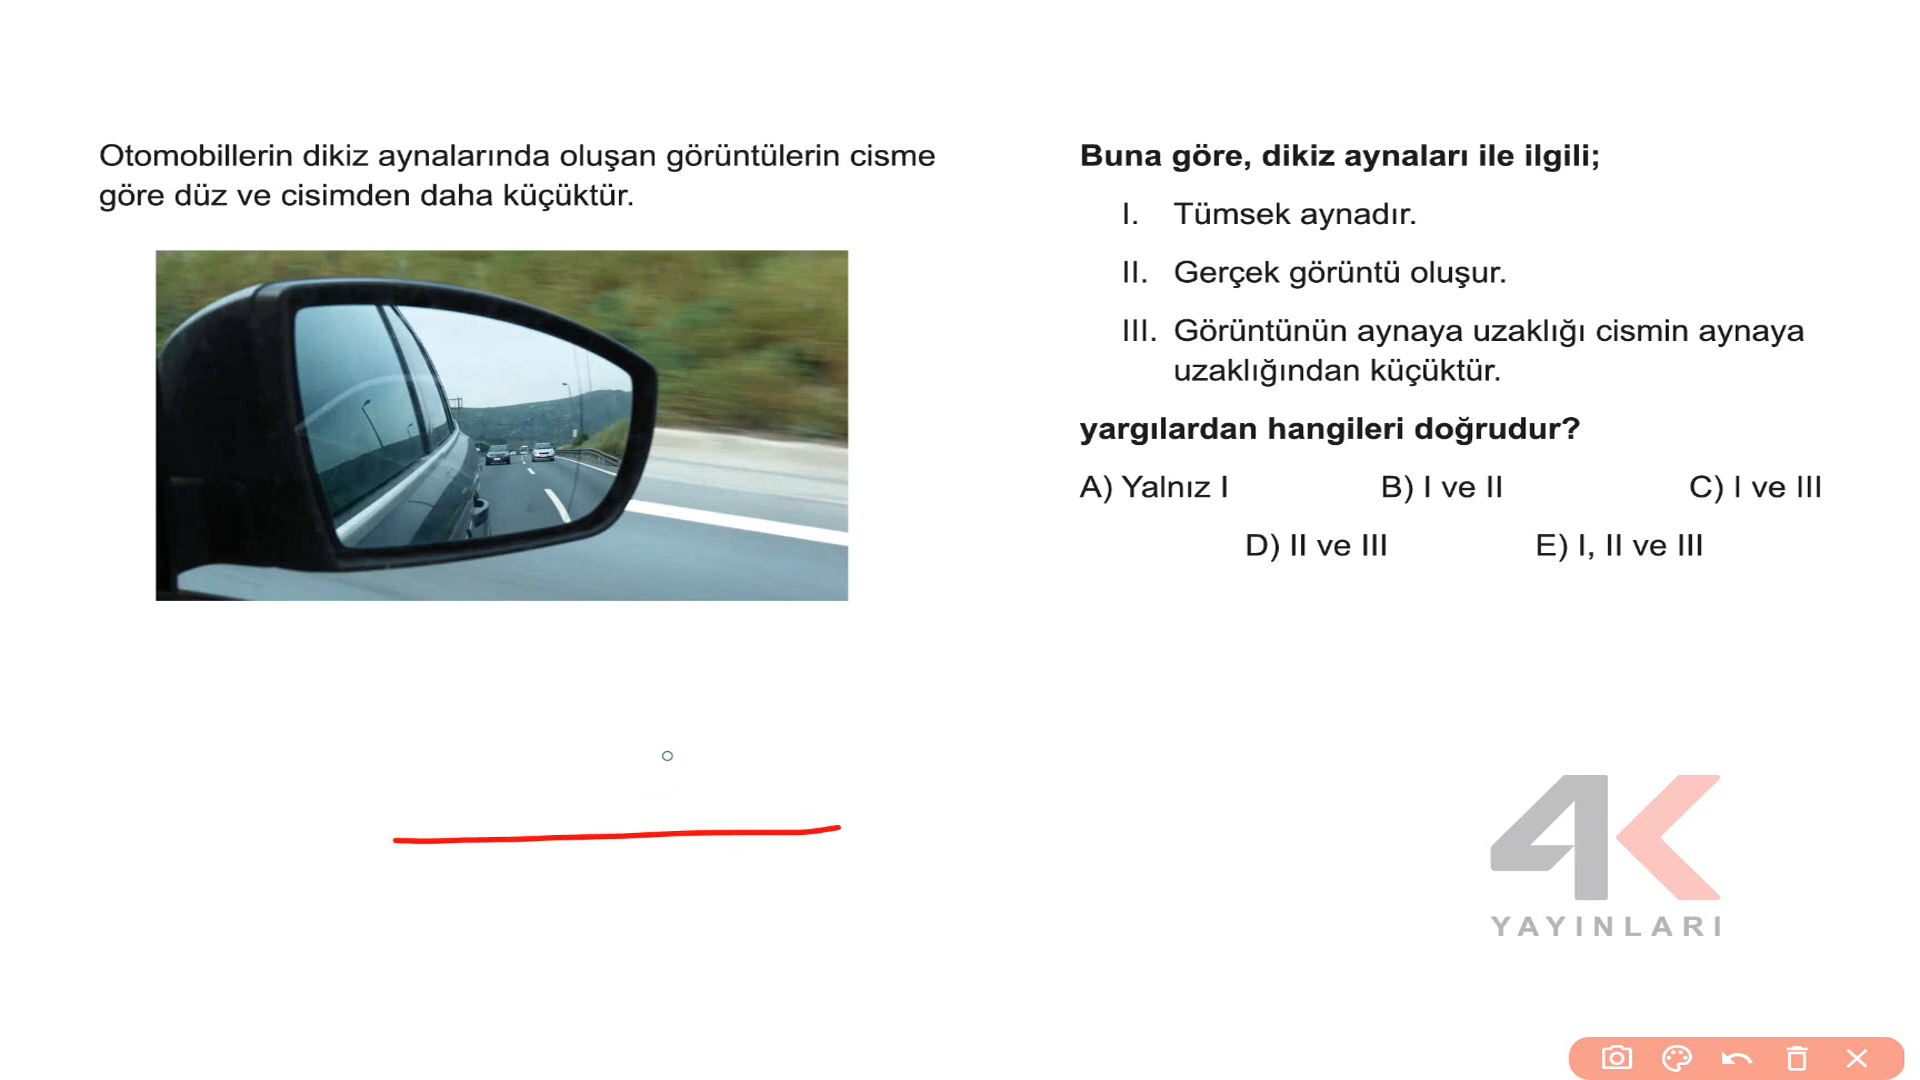 Otomobillerin dikiz aynalarında oluşan görüntülerin cisme
göre düz ve cisimden daha küçüktür.
Buna göre, dikiz aynaları ile ilgili;
I. Tümsek aynadır.
II. Gerçek görüntü oluşur.
III. Görüntünün aynaya uzaklığı cismin aynaya
uzaklığından küçüktür.
yargılardan hangileri doğrudur?
A) Yalnız I B) I ve II C) I ve III
D) II ve III E) I, II ve III
4K
YAYINLARI